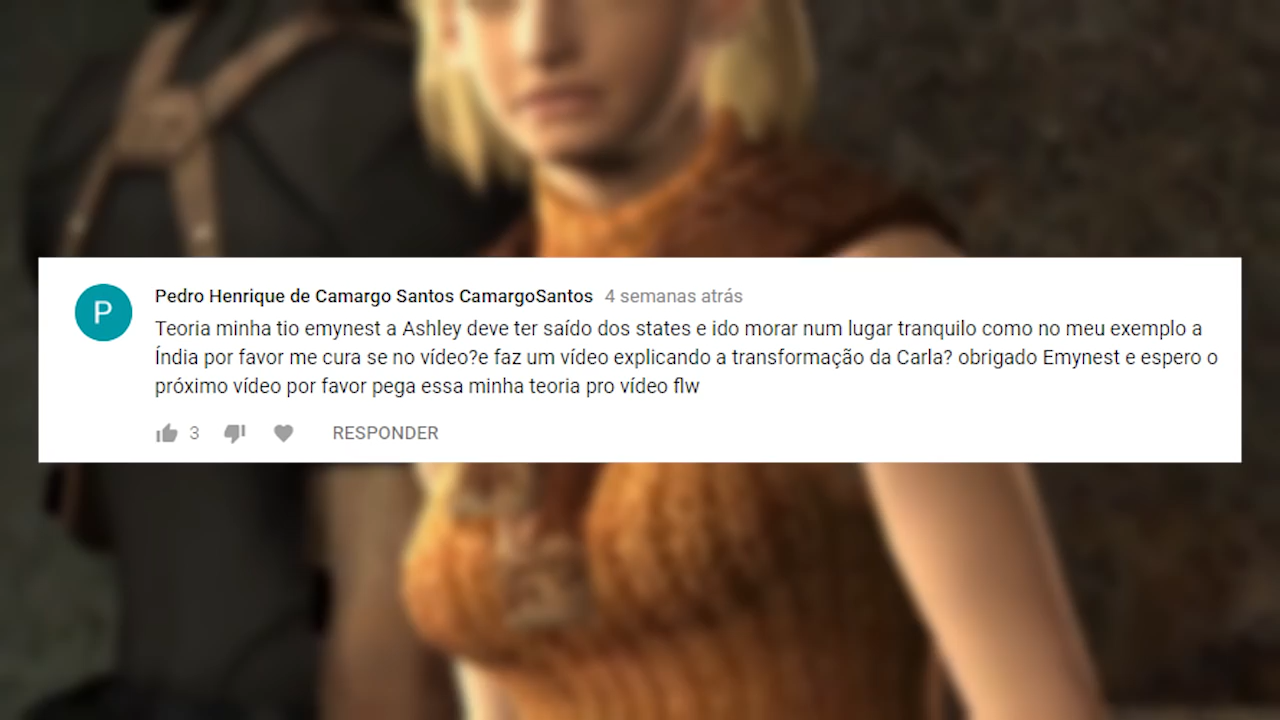 P
Pedro Henrique de Camargo Santos CamargoSantos 4 semanas atrás
Teoria minha tio emynest a Ashley deve ter saído dos states e ido morar num lugar tranquilo como no meu exemplo a
Índia por favor me cura se no vídeo?e faz um vídeo explicando a transformação da Carla? obrigado Emynest e espero o
próximo vídeo por favor pega essa minha teoria pro vídeo flw
3 RESPONDER